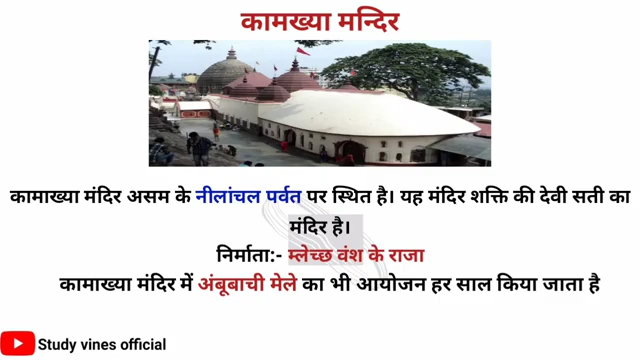 कामख्या मन्दिर
कामाख्या मंदिर असम के नीलांचल पर्वत पर स्थित है। यह मंदिर शक्ति की देवी सती का
मंदिर है।
निर्माता:- म्लेच्छ वंश के राजा
कामाख्या मंदिर में अंबूबाची मेले का भी आयोजन हर साल किया जाता है
Study vines official